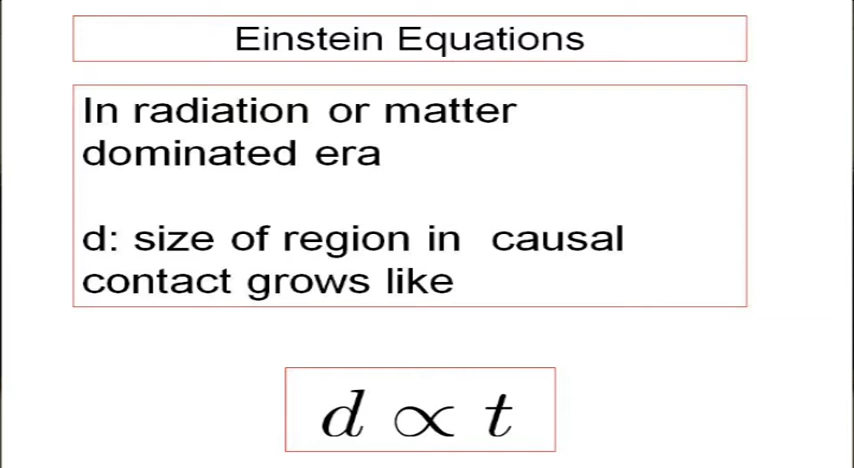 Einstein Equations
In radiation or matter
dominated era
d: size of region in causal
contact grows like
d ∝ t